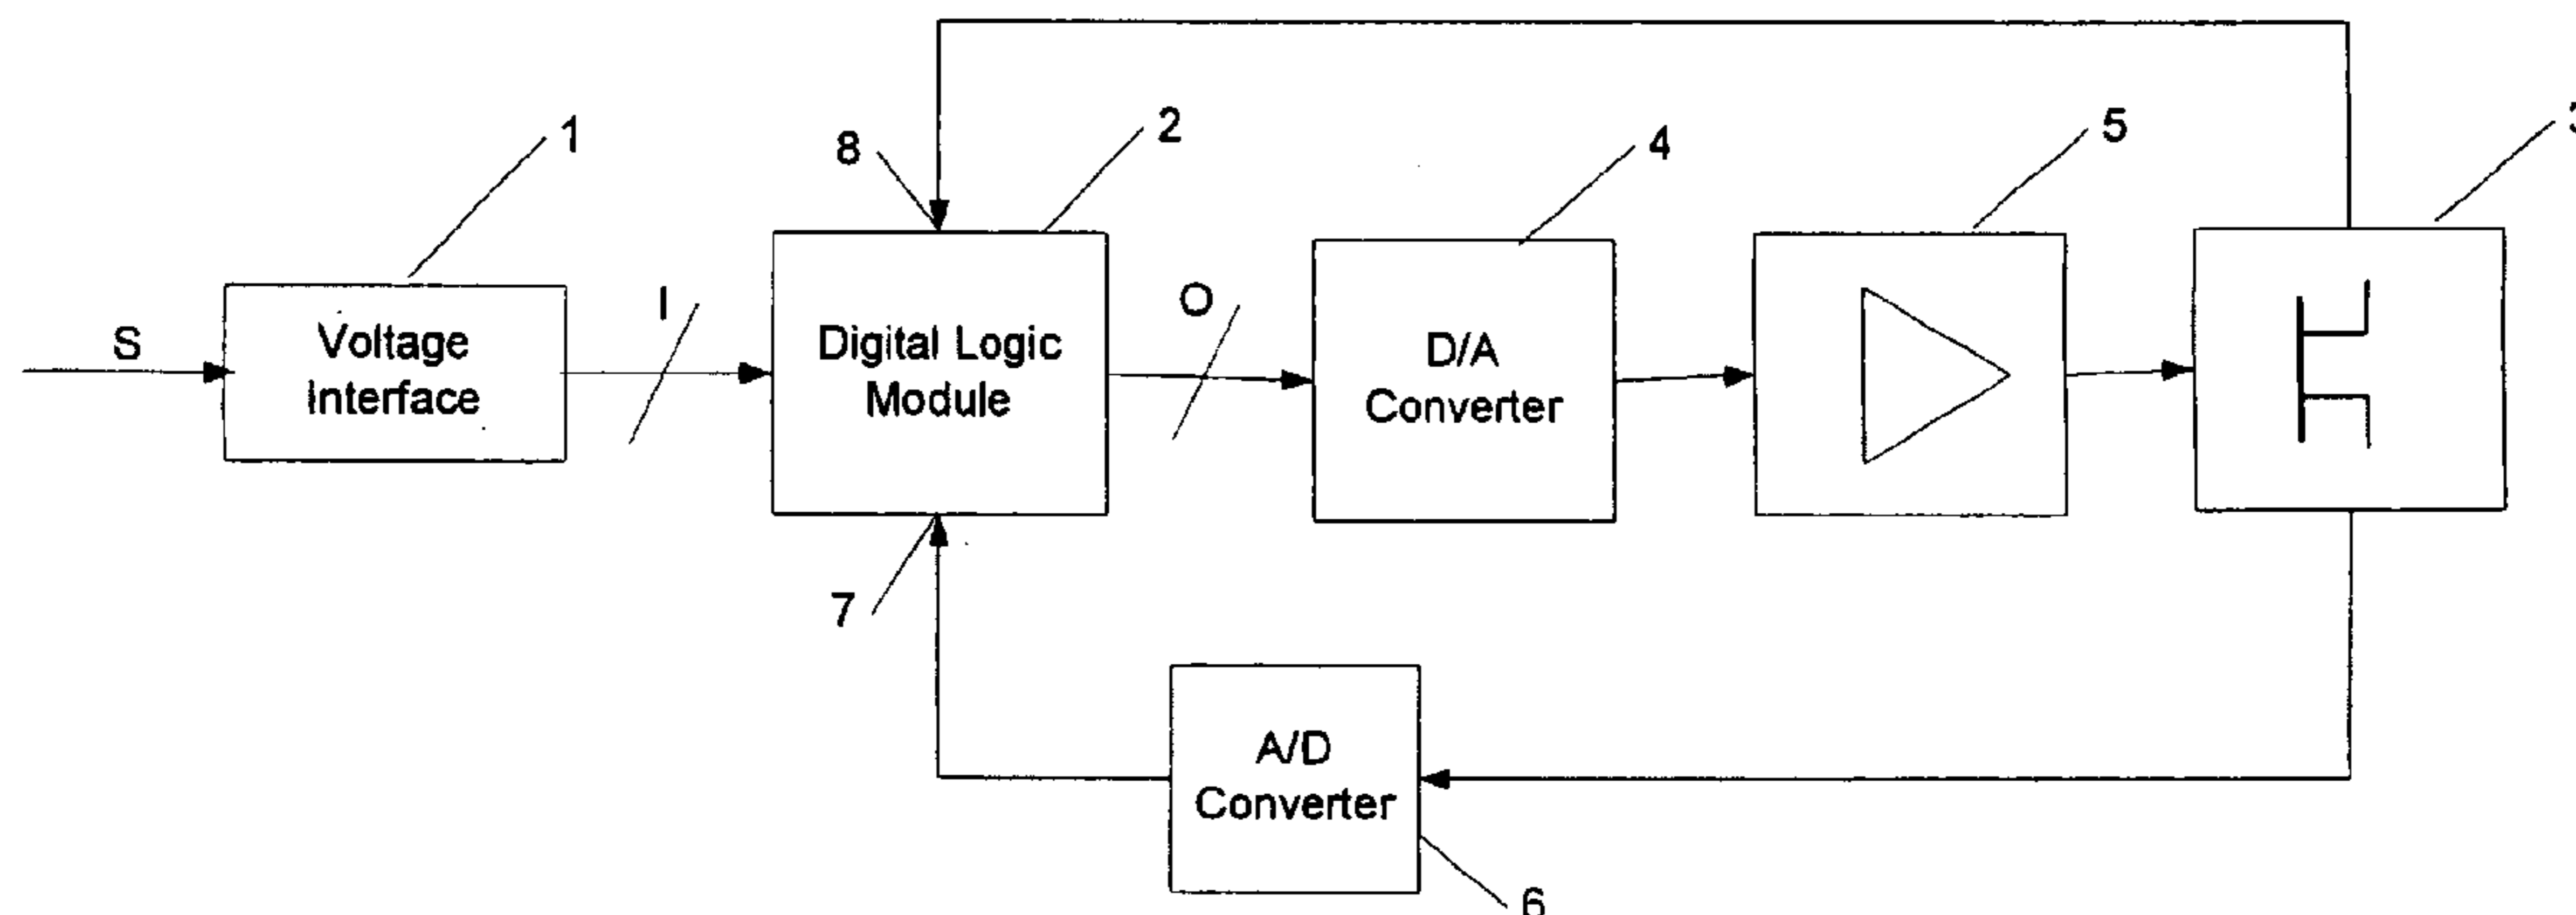 1
8
2
4
5
3
S
Voltage
Interface
I
Digital Logic
Module
O
D/A
Converter
7
A/D
Converter
6